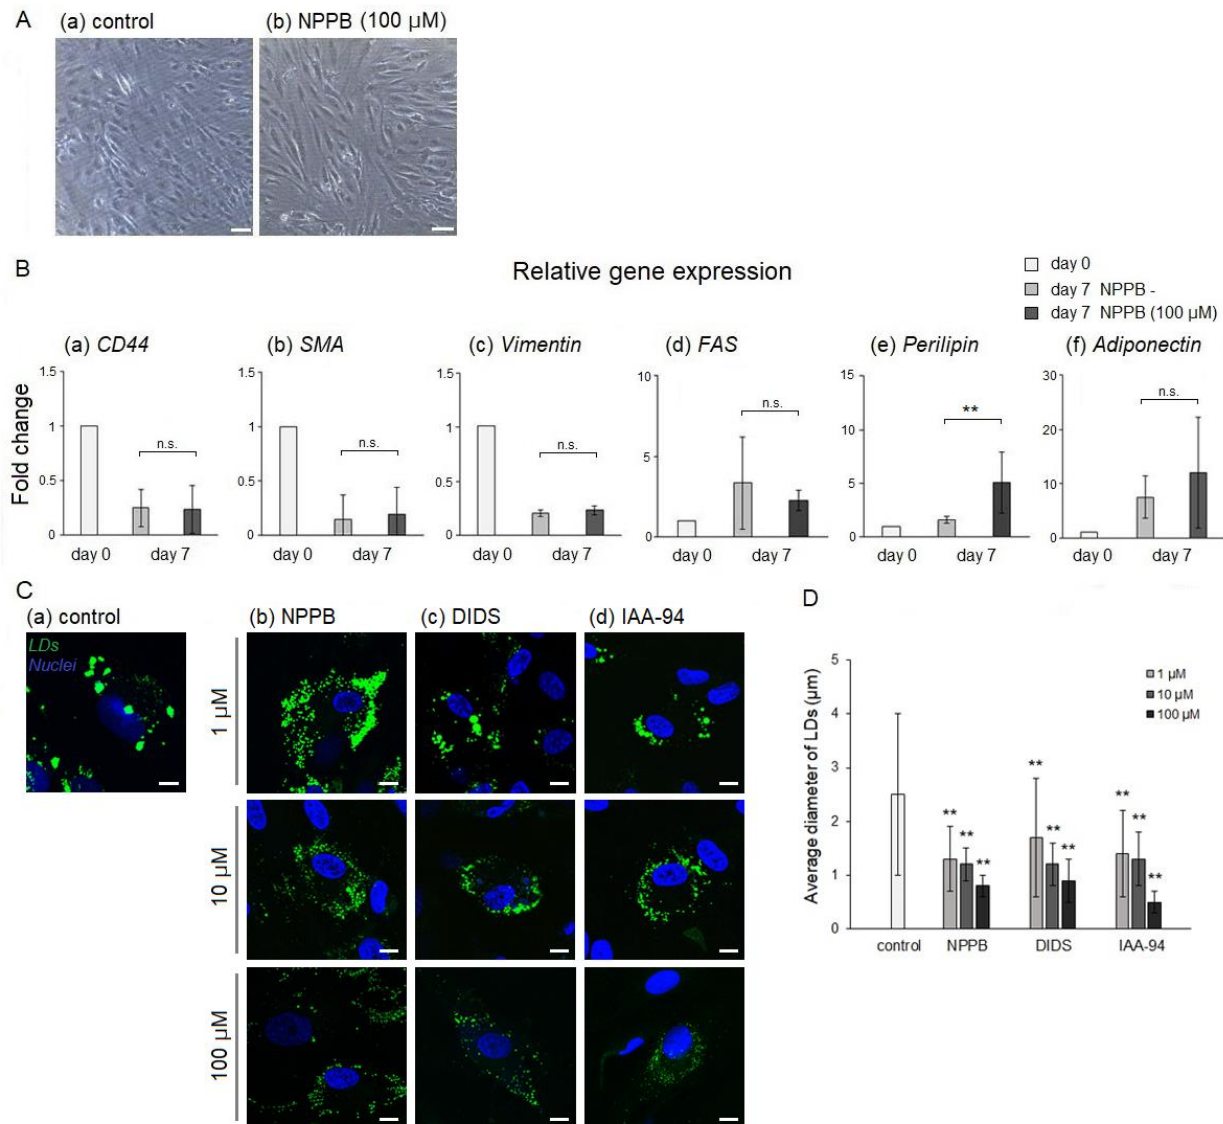 A
(a) control
(b) NPPB (100 µM)
B
Relative gene expression
day 0
day 7 NPPB -
day 7 NPPB (100 µM)
(a) CD44
(b) SMA
(c) Vimentin
(d) FAS
(e) Perilipin
(f) Adiponectin
Fold change
1.5
1
0.5
0
n.s.
day 0
day 7
1.5
1
0.5
0
n.s.
day 0
day 7
1.5
1
0.5
0
n.s.
day 0
day 7
10
5
0
n.s.
day 0
day 7
15
10
5
0
**
day 0
day 7
30
20
10
0
n.s.
day 0
day 7
C
(a) control
(b) NPPB
(c) DIDS
(d) IAA-94
LDs
Nuclei
1 µM
10 µM
100 µM
D
Average diameter of LDs (µm)
5
4
3
2
1
0
1 µM
10 µM
100 µM
** ** **
** ** **
** ** **
control
NPPB
DIDS
IAA-94